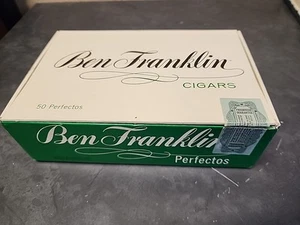 Ben Franklin
CIGARS
50 Perfectos
Ben Franklin
Perfectos